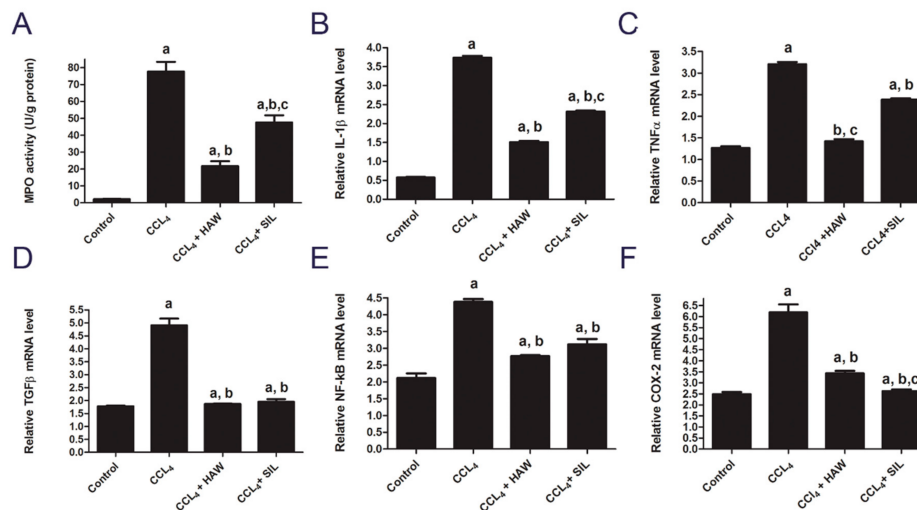 A
MPO activity (U/g protein)
80
70
60
50
40
30
20
10
0
a
a, b
a,b,c
Control
CCL4
CCL4 + HAW
CCL4+ SIL
B
Relative IL-1β mRNA level
4.0
3.5
3.0
2.5
2.0
1.5
1.0
0.5
0.0
a
a, b
a, b,c
Control
CCL4
CCL4 + HAW
CCL4+ SIL
C
Relative TNFα mRNA level
3.5
3.0
2.5
2.0
1.5
1.0
0.5
0.0
a
b, c
a, b
Control
CCL4
CCl4 +HAW
CCL4+SIL
D
Relative TGFβ mRNA level
5.5
5.0
4.5
4.0
3.5
3.0
2.5
2.0
1.5
1.0
0.5
0.0
a
a, b
a, b
Control
CCL4
CCL4 + HAW
CCL4+ SIL
E
Relative NF-kB mRNA level
4.5
4.0
3.5
3.0
2.5
2.0
1.5
1.0
0.5
0.0
a
a, b
a, b
Control
CCL4
CCL4 + HAW
CCL4+ SIL
F
Relative COX-2 mRNA level
6.5
6.0
5.5
5.0
4.5
4.0
3.5
3.0
2.5
2.0
1.5
1.0
0.5
0.0
a
a, b
a, b,c
Control
CCL4
CCl4 + HAW
CCL4+ SIL